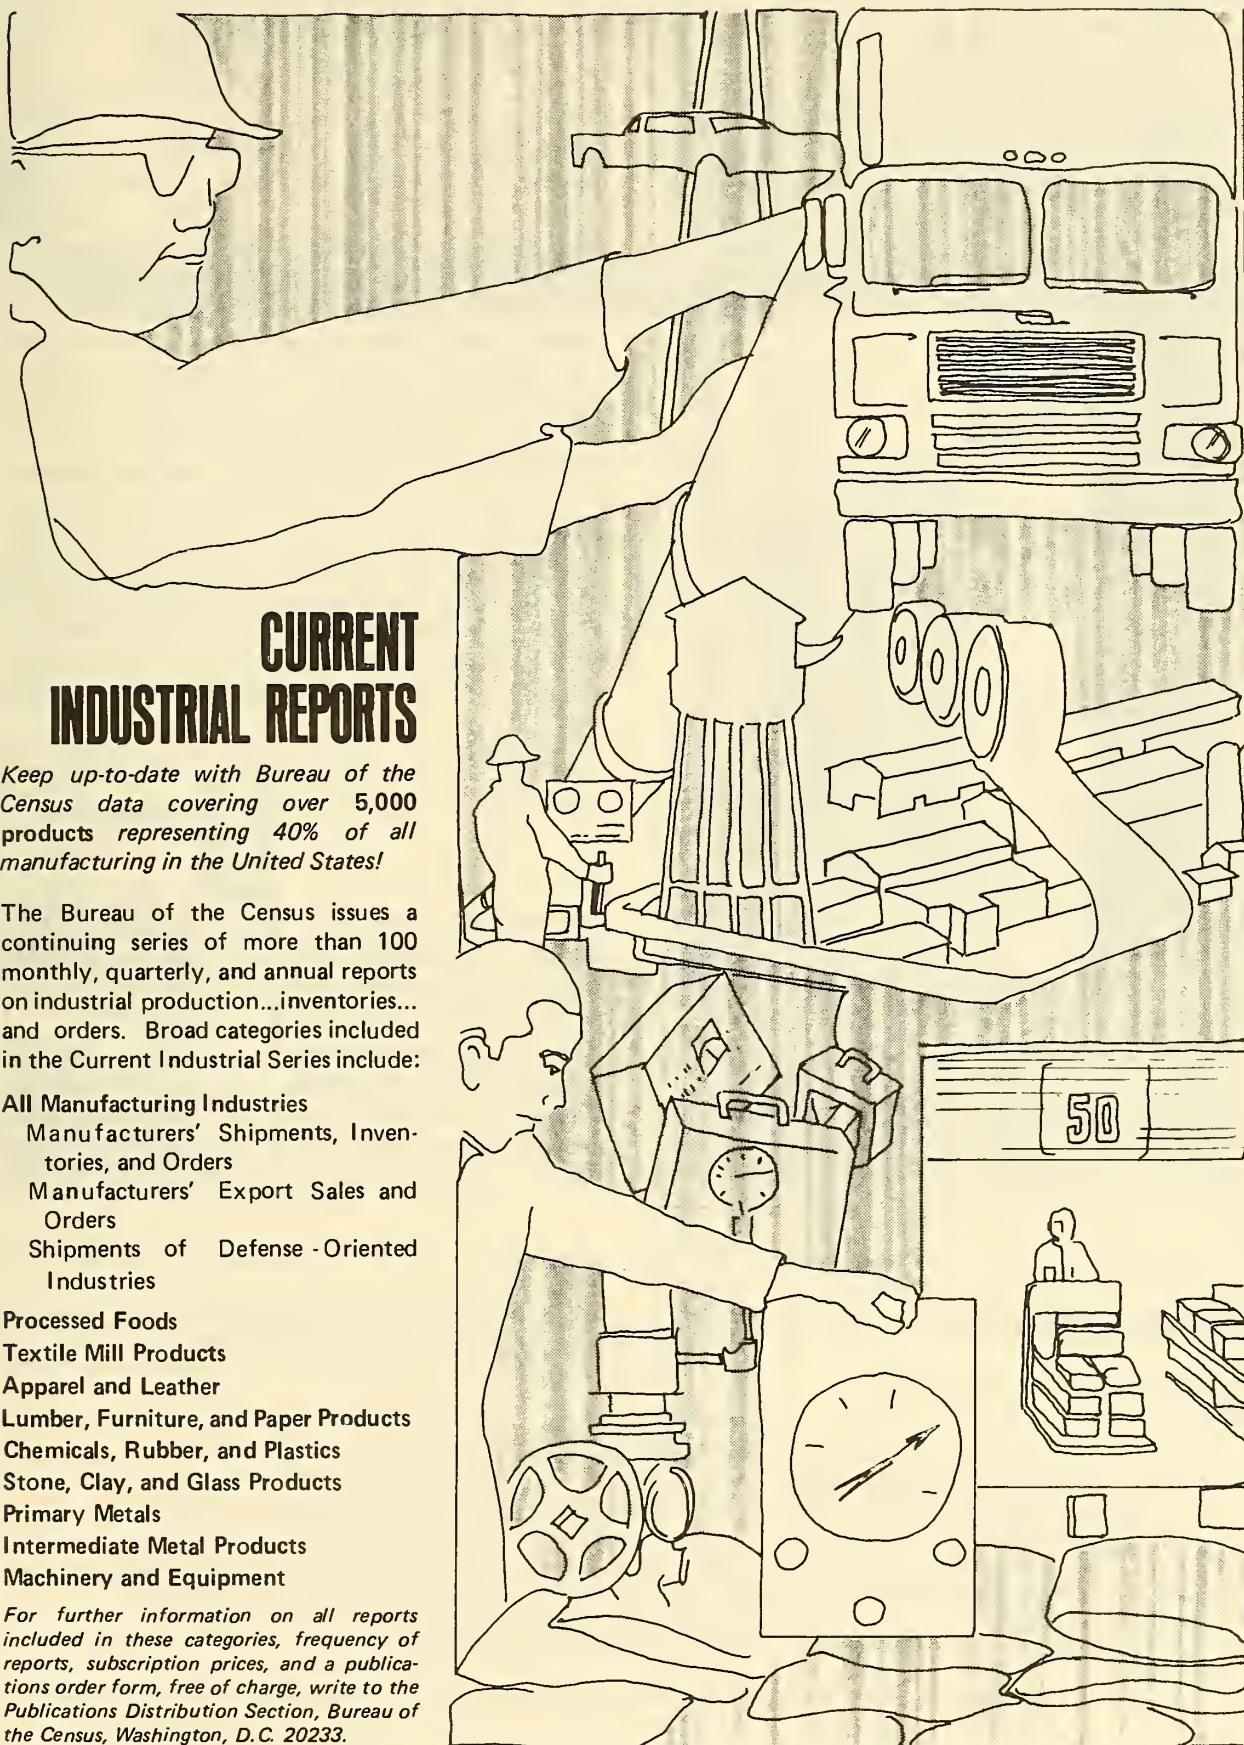 CURRENT
INDUSTRIAL REPORTS
Keep up-to-date with Bureau of the
Census data covering over 5,000
products representing 40% of all
manufacturing in the United States!
The Bureau of the Census issues a
continuing series of more than 100
monthly, quarterly, and annual reports
on industrial production...inventories...
and orders. Broad categories included
in the Current Industrial Series include:
All Manufacturing Industries
Manufacturers' Shipments, Inven-
tories, and Orders
Manufacturers' Export Sales and
Orders
Shipments of Defense-Oriented
Industries
Processed Foods
Textile Mill Products
Apparel and Leather
Lumber, Furniture, and Paper Products
Chemicals, Rubber, and Plastics
Stone, Clay, and Glass Products
Primary Metals
Intermediate Metal Products
Machinery and Equipment
For further information on all reports
included in these categories, frequency of
reports, subscription prices, and a publica-
tions order form, free of charge, write to the
Publications Distribution Section, Bureau of
the Census, Washington, D.C. 20233.
50